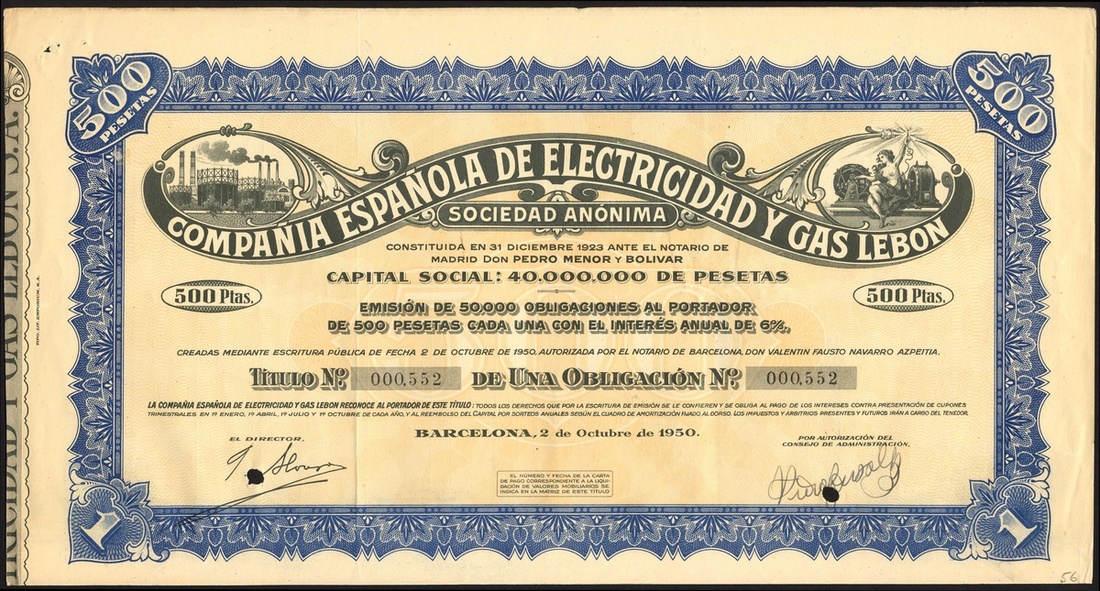 500
PESETAS
500
PESETAS
COMPAÑIA ESPAÑOLA DE ELECTRICIDAD Y GAS LEBON
SOCIEDAD ANÓNIMA
CONSTITUIDA EN 31 DICIEMBRE 1923 ANTE EL NOTARIO DE
MADRID DON PEDRO MENOR Y BOLIVAR
CAPITAL SOCIAL: 40.000.000 DE PESETAS
500 Ptas.
500 Ptas.
EMISIÓN DE 50.000 OBLIGACIONES AL PORTADOR
DE 500 PESETAS CADA UNA CON EL INTERÉS ANUAL DE 6%,
CREADAS MEDIANTE ESCRITURA PÚBLICA DE FECHA 2 DE OCTUBRE DE 1950, AUTORIZADA POR EL NOTARIO DE BARCELONA, DON VALENTIN FAUSTO NAVARRO AZPEITIA.
TÍTULO Nº 000,552 DE UNA OBLIGACIÓN Nº 000,552
LA COMPAÑIA ESPAÑOLA DE ELECTRICIDAD Y GAS LEBON RECONOCE AL PORTADOR DE ESTE TÍTULO: TODOS LOS DERECHOS QUE POR LA ESCRITURA DE EMISIÓN SE LE CONFIEREN Y SE OBLIGA AL PAGO DE LOS INTERESES CONTRA PRESENTACIÓN DE CUPONES
TRIMESTRALES EN 1º ENERO, 1º ABRIL, 1º JULIO Y 1º OCTUBRE DE CADA AÑO, Y AL REEMBOLSO DEL CAPITAL POR SORTEOS ANUALES SEGÚN EL CUADRO DE AMORTIZACIÓN FIJADO AL DORSO. LOS IMPUESTOS Y ARBITRIOS PRESENTES Y FUTUROS IRÁN A CARGO DEL TENEDOR.
BARCELONA, 2 de Octubre de 1950.
EL DIRECTOR,
POR AUTORIZACIÓN DEL
CONSEJO DE ADMINISTRACIÓN,
EL NÚMERO Y FECHA DE LA CARTA
DE PAGO CORRESPONDIENTE A LA LIQUI-
DACIÓN DE VALORES MOBILIARIOS SE
INDICA EN LA MATRIZ DE ESTE TÍTULO
1
1
TIPO. LIT. EMPORIUM, S.A.
RICIDAD Y GAS LEBON S.A.
56